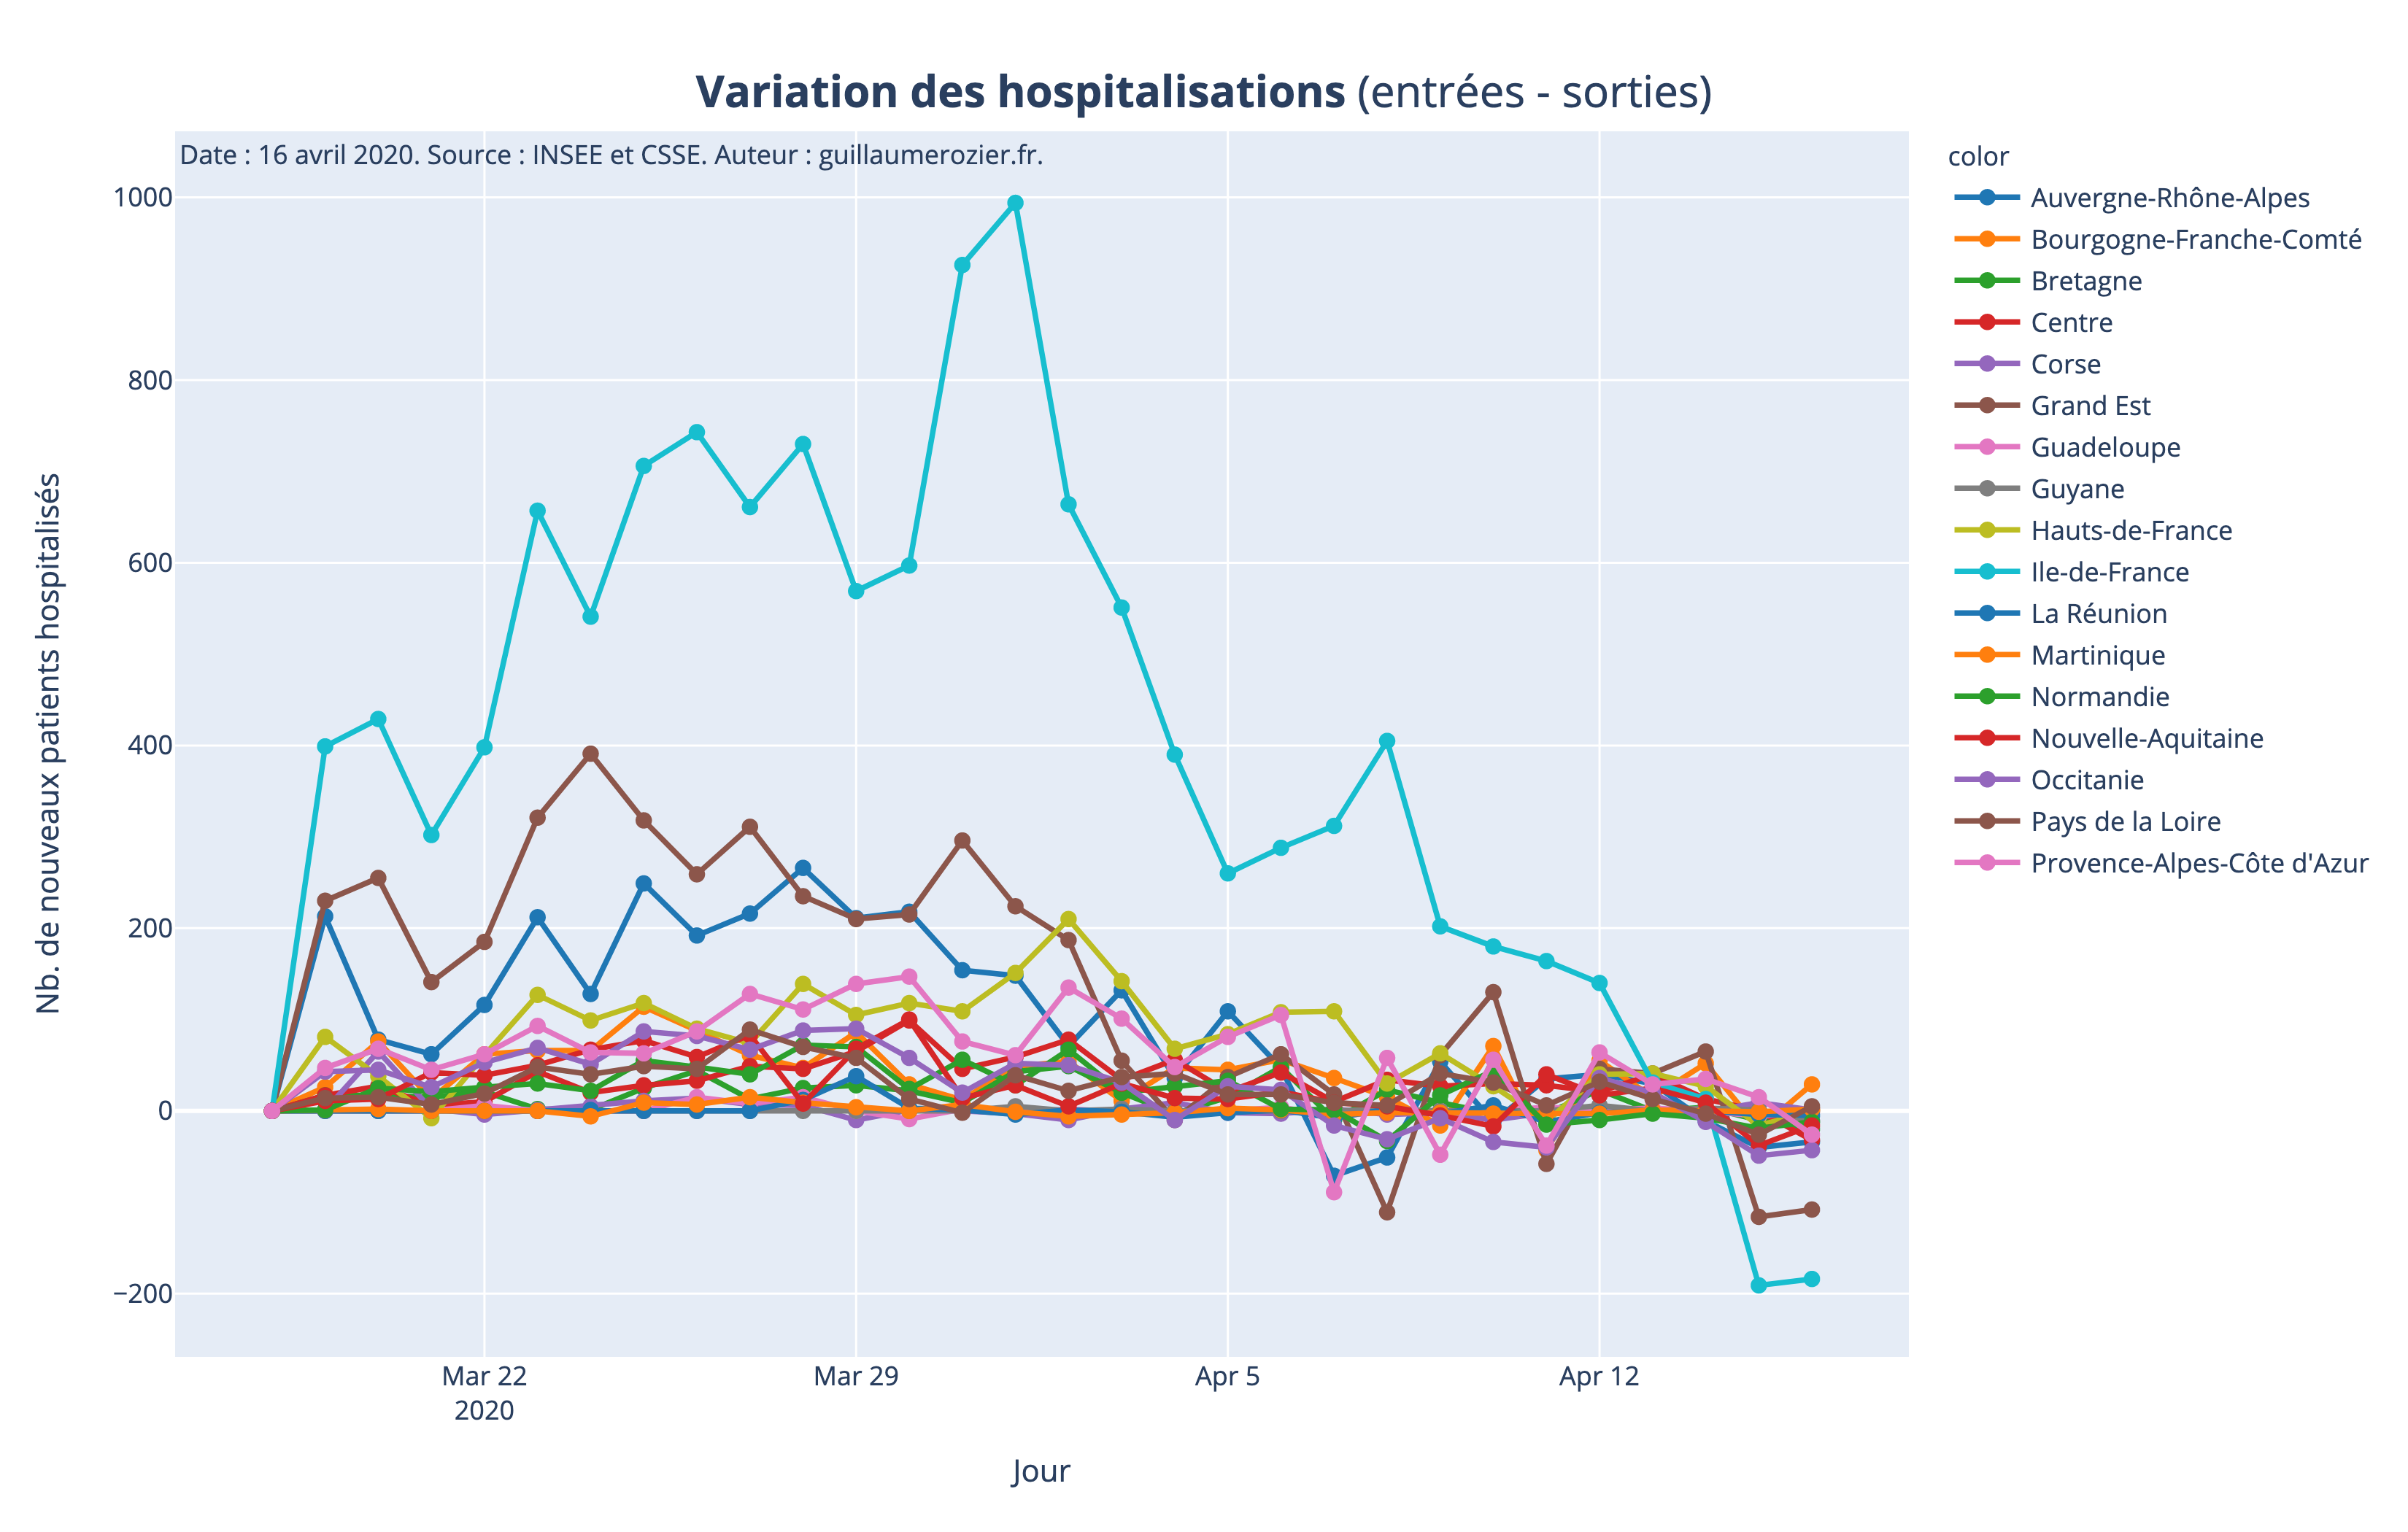 Variation des hospitalisations (entrées - sorties)
Date : 16 avril 2020. Source : INSEE et CSSE. Auteur : guillaumerozier.fr.
Nb. de nouveaux patients hospitalisés
1000
800
600
400
200
0
−200
Mar 22
2020
Mar 29
Apr 5
Apr 12
Jour
color
Auvergne-Rhône-Alpes
Bourgogne-Franche-Comté
Bretagne
Centre
Corse
Grand Est
Guadeloupe
Guyane
Hauts-de-France
Ile-de-France
La Réunion
Martinique
Normandie
Nouvelle-Aquitaine
Occitanie
Pays de la Loire
Provence-Alpes-Côte d'Azur